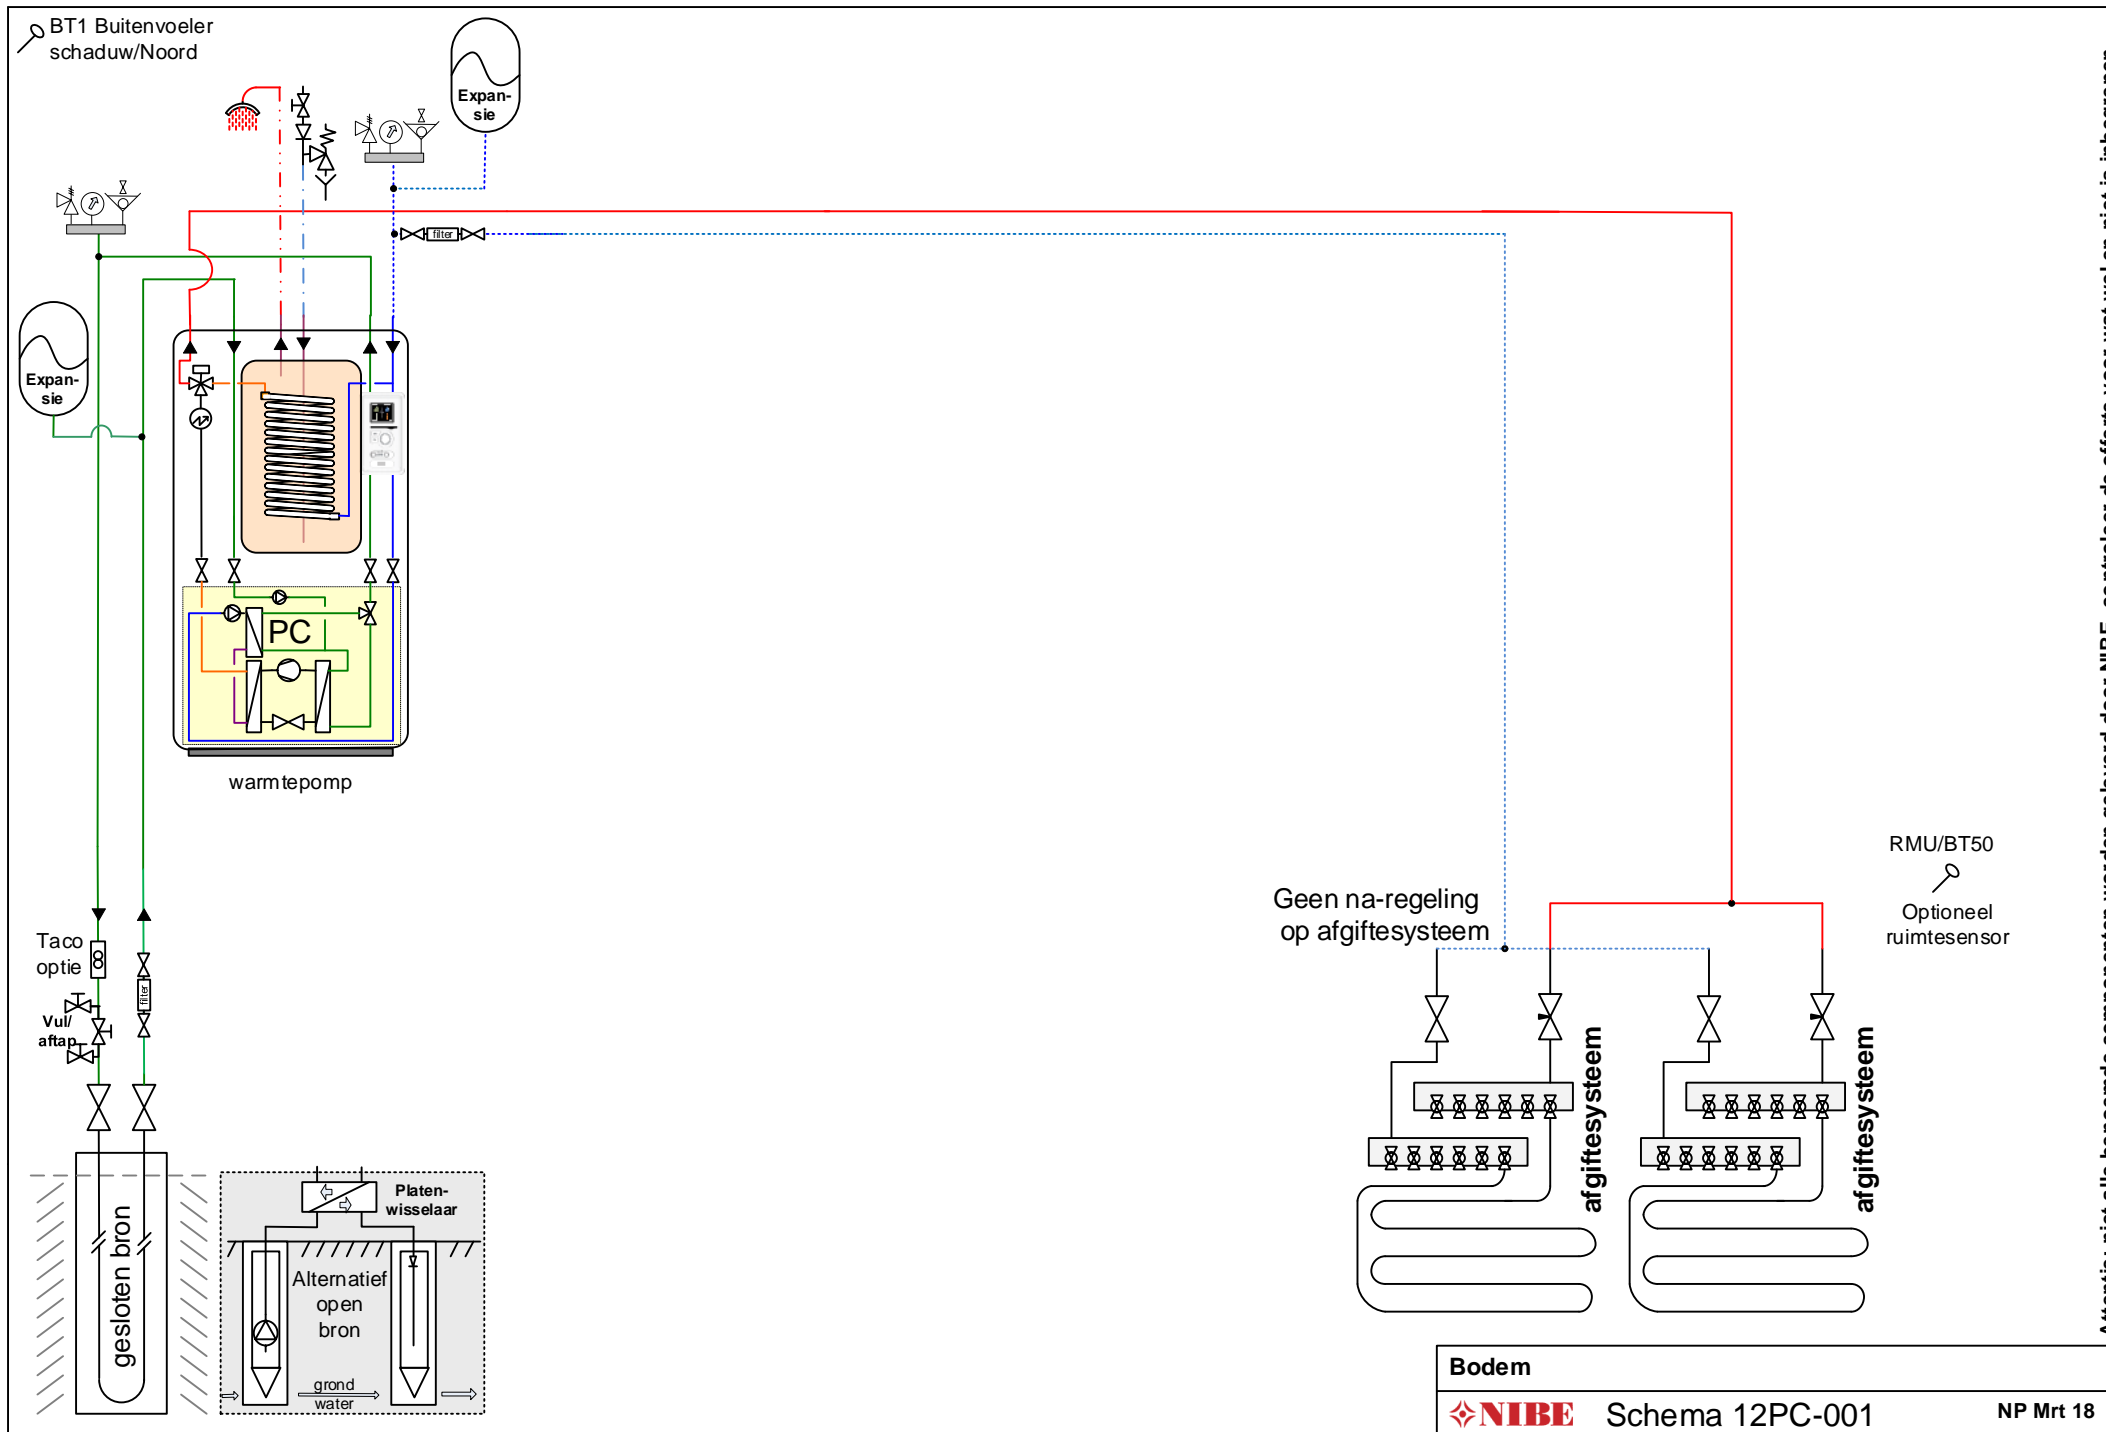 BT1 Buitenvoeler
schaduw/Noord
Expan-
sie
filter
Expan-
sie
PC
warmtepomp
Taco
optie
filter
Vul/
aftap
gesloten bron
Platen-
wisselaar
Alternatief
open
bron
grond
water
Geen na-regeling
op afgiftesysteem
RMU/BT50
Optioneel
ruimtesensor
afgiftesysteem
afgiftesysteem
Bodem
NIBE
Schema 12PC-001
NP Mrt 18